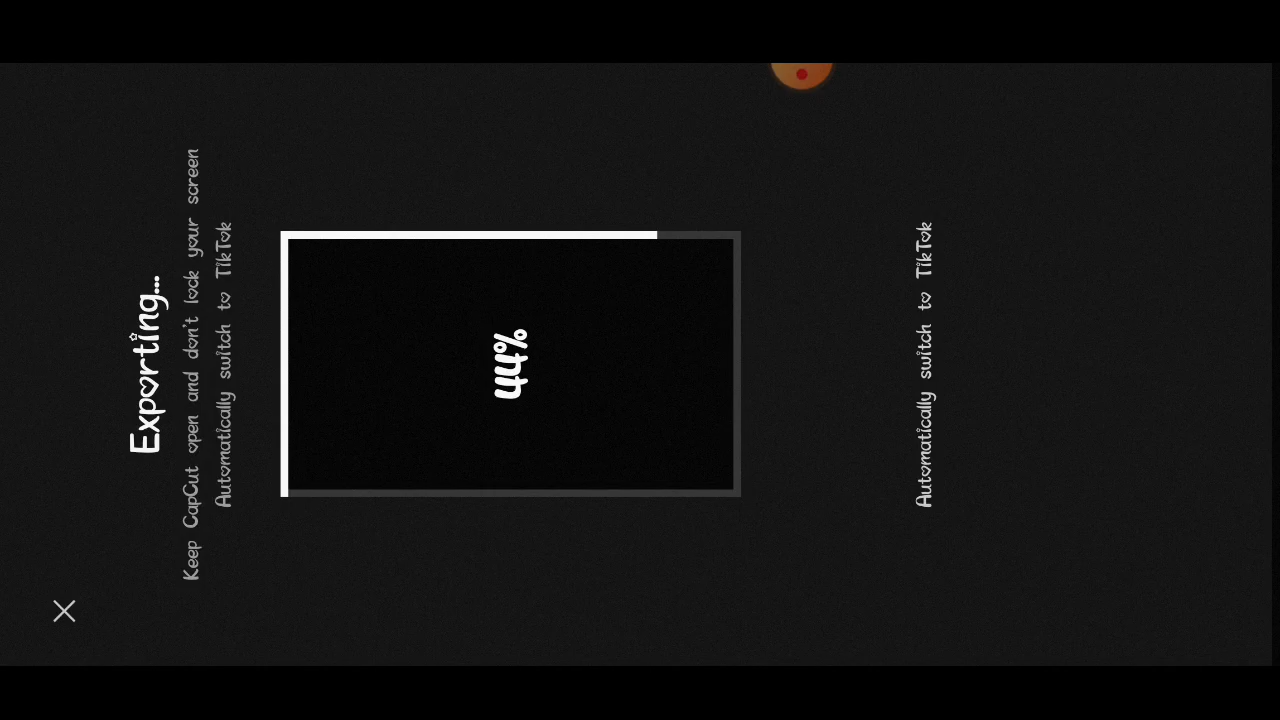 Exporting...
Keep CapCut open and don't lock your screen
Automatically switch to TikTok
44%
Automatically switch to TikTok